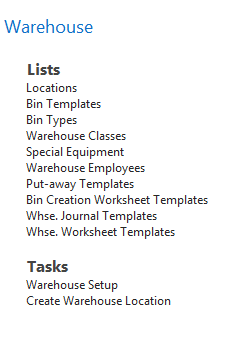 Warehouse
Lists
Locations
Bin Templates
Bin Types
Warehouse Classes
Special Equipment
Warehouse Employees
Put-away Templates
Bin Creation Worksheet Templates
Whse. Journal Templates
Whse. Worksheet Templates
Tasks
Warehouse Setup
Create Warehouse Location